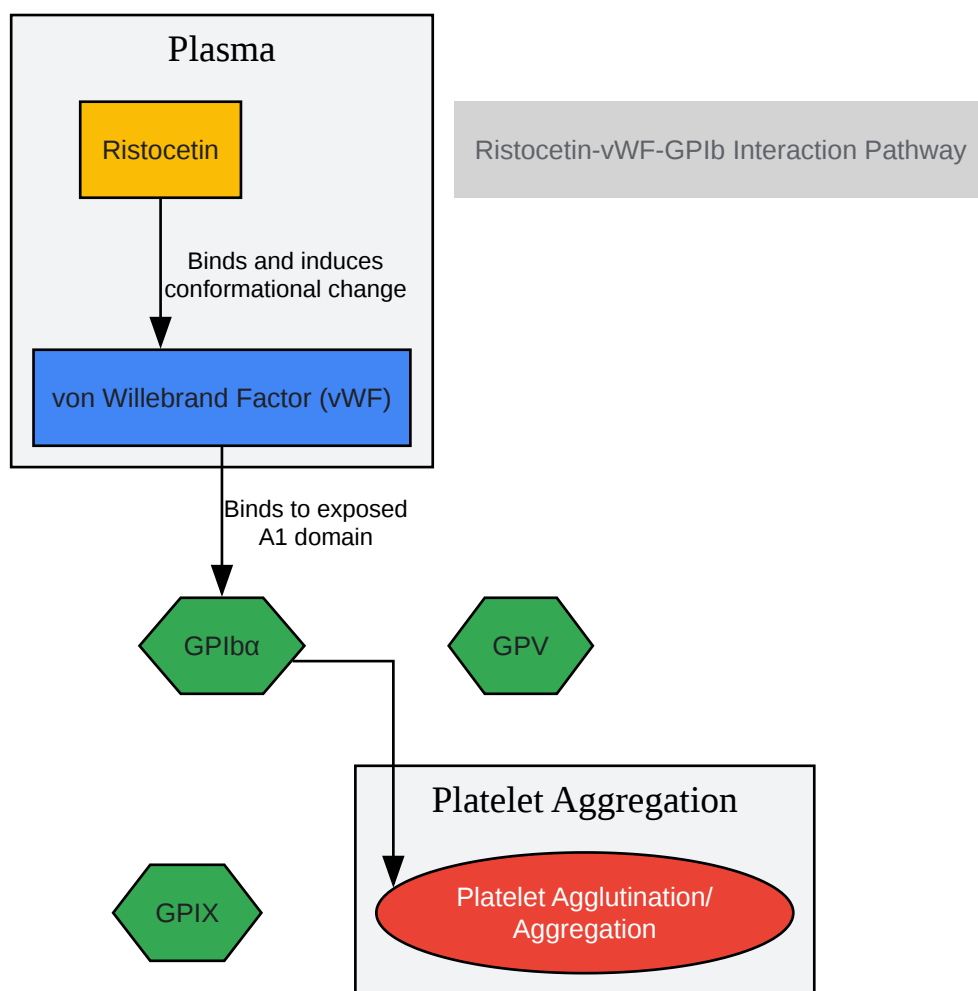 Plasma
Ristocetin
Ristocetin-vWF-GPIb Interaction Pathway
Binds and induces
conformational change
von Willebrand Factor (vWF)
Binds to exposed
A1 domain
GPIbα
GPV
Platelet Aggregation
GPIX
Platelet Agglutination/
Aggregation